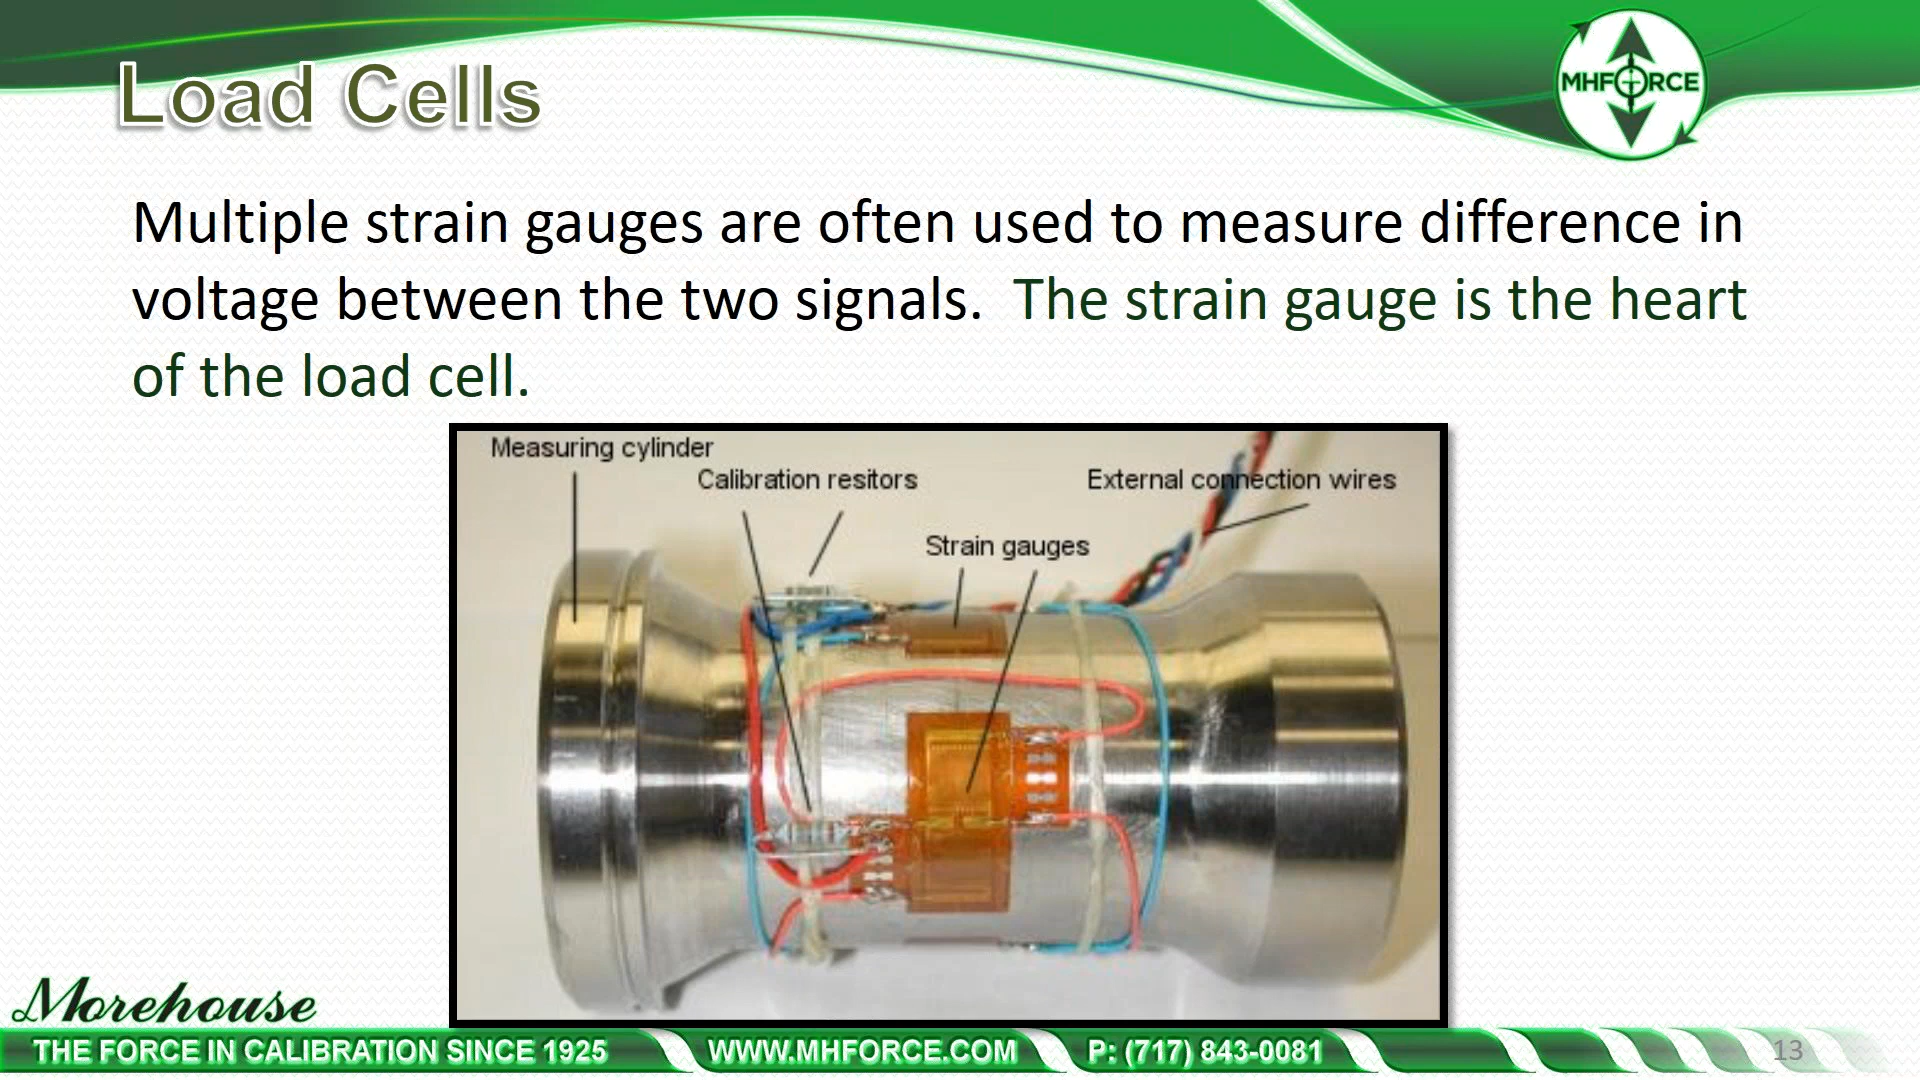 Load Cells
MHFORCE
Multiple strain gauges are often used to measure difference in
voltage between the two signals.  The strain gauge is the heart
of the load cell.
Measuring cylinder
Calibration resitors
External connection wires
Strain gauges
Morehouse
THE FORCE IN CALIBRATION SINCE 1925
WWW.MHFORCE.COM
P: (717) 843-0081
13